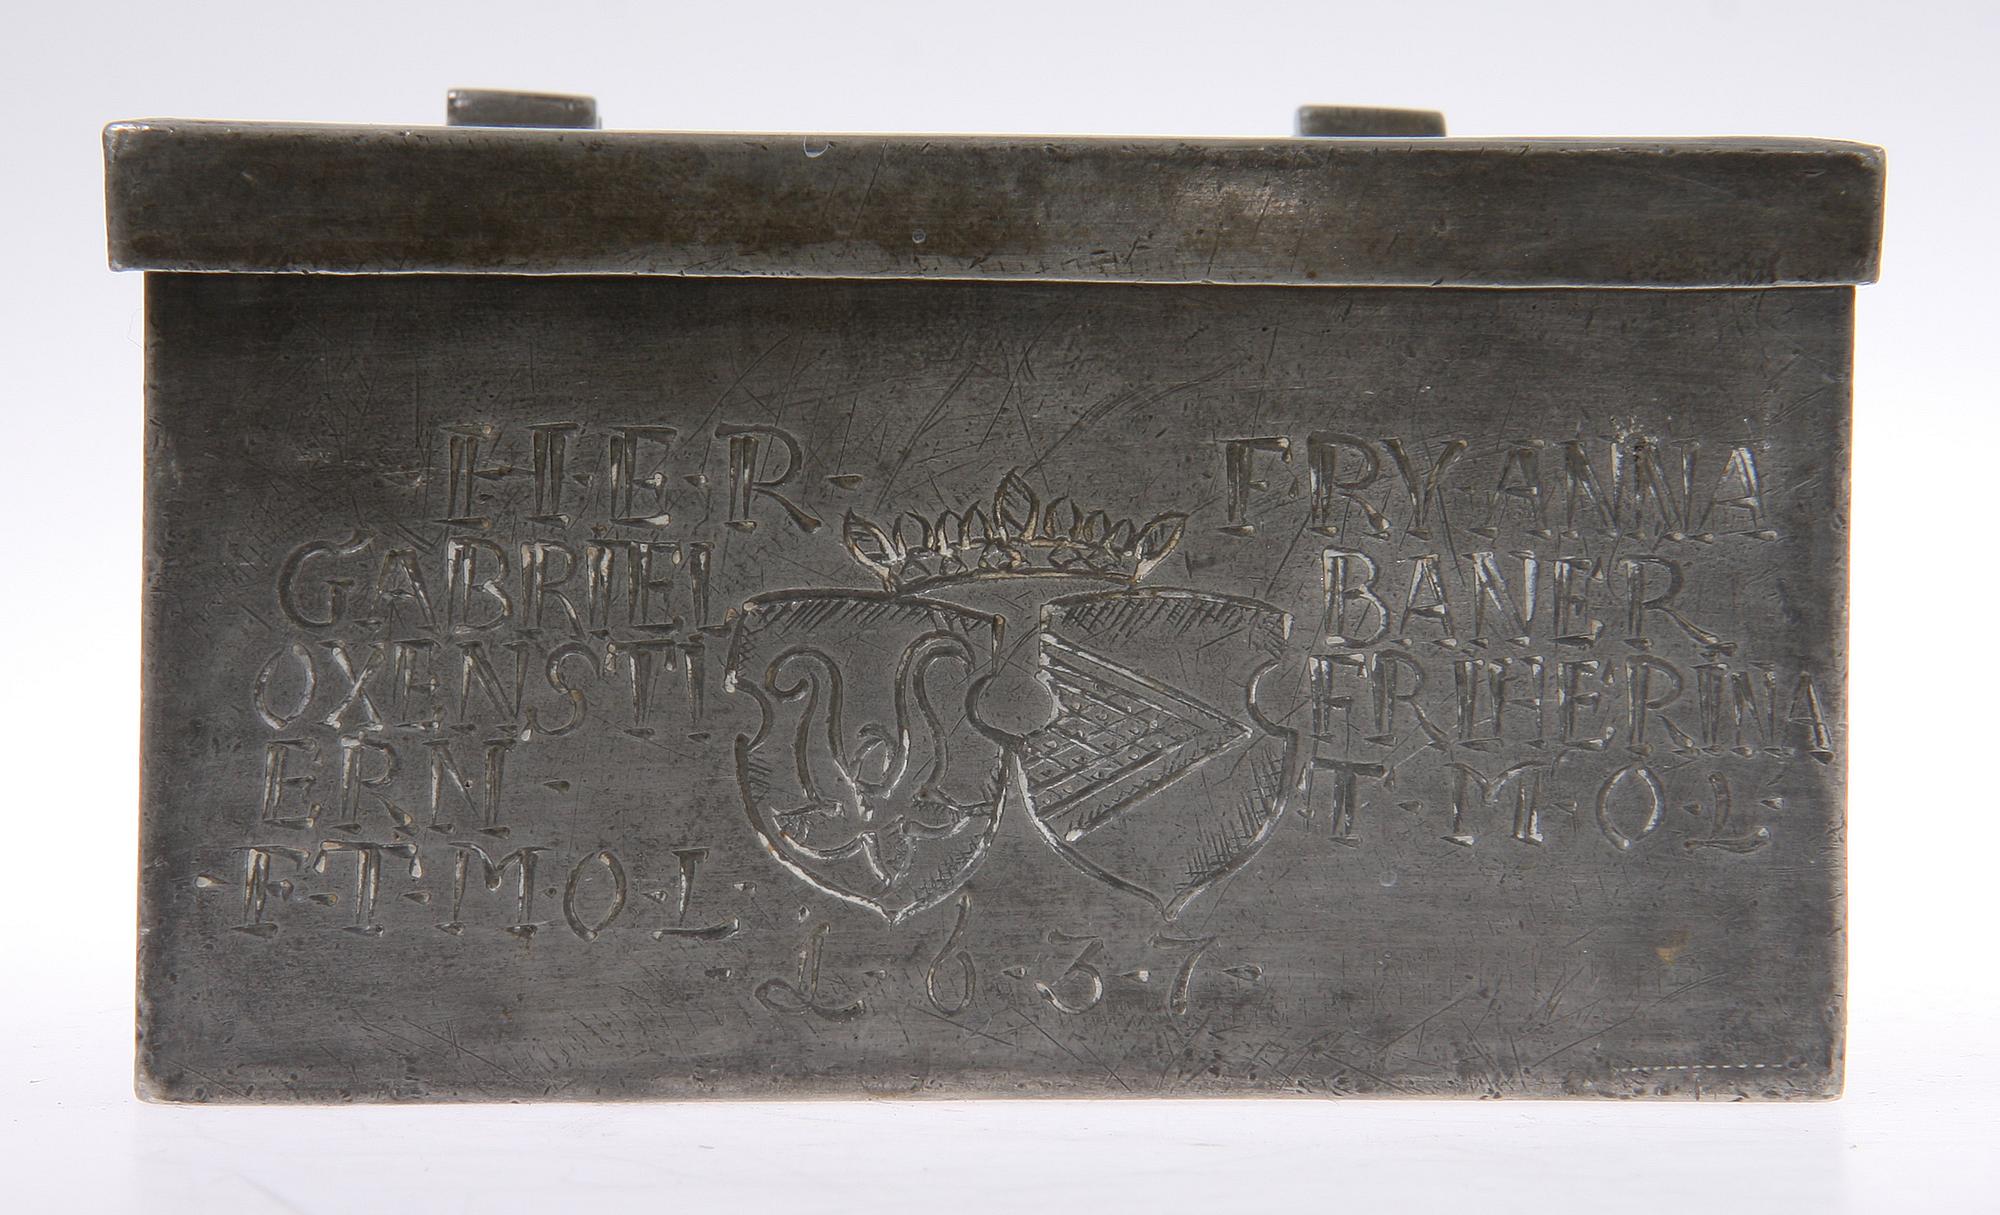 ·H·E·R·
GABRIEL
OXENSTI
ERN·
·F·T·M·O·L·
F·RY·ANNA
BANER
FRIHERINA
T·M·O·L·
·1·6·3·7·